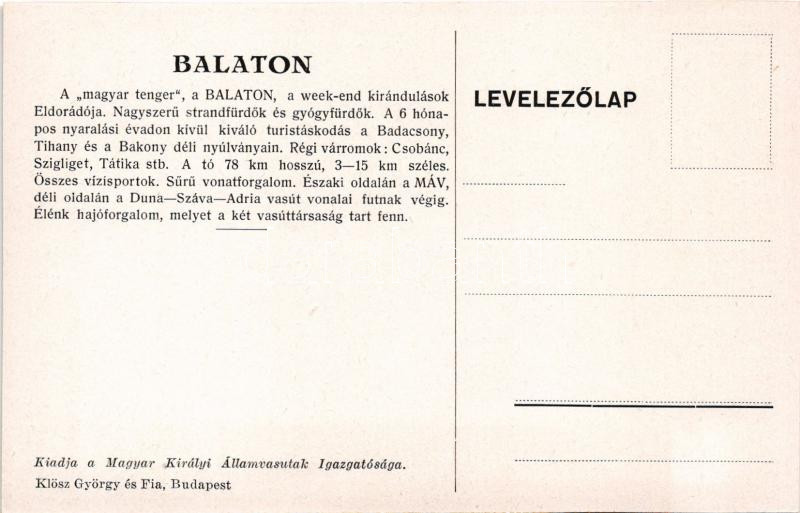 BALATON
A „magyar tenger“, a BALATON, a week-end kirándulások
Eldorádója. Nagyszerű strandfürdők és gyógyfürdők. A 6 hóna-
pos nyaralási évadon kívül kiváló turistáskodás a Badacsony,
Tihany és a Bakony déli nyúlványain. Régi várromok: Csobánc,
Szigliget, Tátika stb. A tó 78 km hosszú, 3—15 km széles.
Összes vízisportok. Sűrű vonatforgalom. Északi oldalán a MÁV,
déli oldalán a Duna—Száva—Adria vasút vonalai futnak végig.
Élénk hajóforgalom, melyet a két vasúttársaság tart fenn.
Kiadja a Magyar Királyi Államvasutak Igazgatósága.
Klösz György és Fia, Budapest
LEVELEZŐLAP